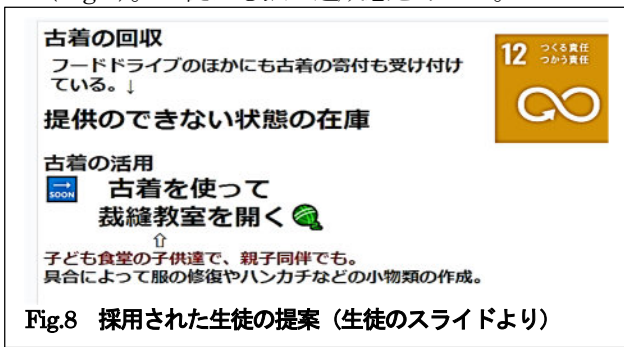 古着の回収
フードドライブのほかにも古着の寄付も受け付け
ている。↓
提供のできない状態の在庫
古着の活用
SOON 古着を使って
裁縫教室を開く
⇧
子ども食堂の子供達で、親子同伴でも。
具合によって服の修復やハンカチなどの小物類の作成。
12 つくる責任
つかう責任
Fig.8 採用された生徒の提案（生徒のスライドより）